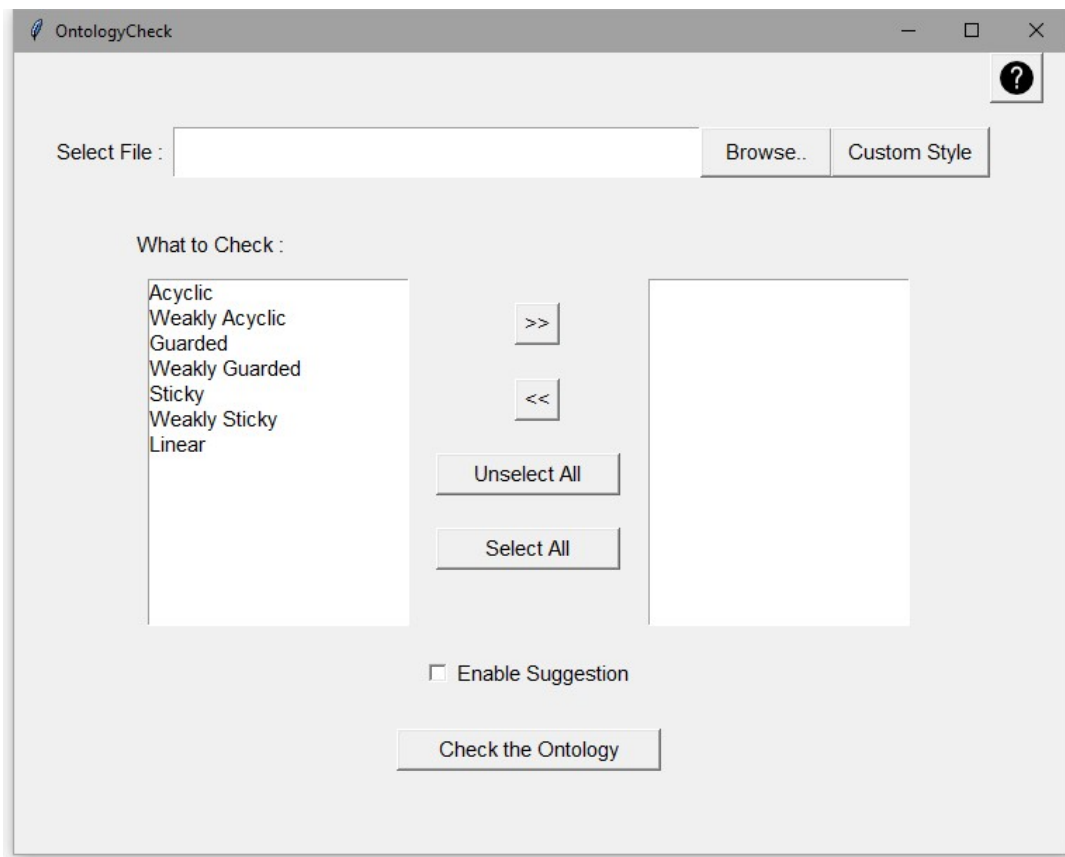 OntologyCheck
?
Select File :
Browse..
Custom Style
What to Check :
Acyclic
Weakly Acyclic
Guarded
Weakly Guarded
Sticky
Weakly Sticky
Linear
>>
<<
Unselect All
Select All
Enable Suggestion
Check the Ontology